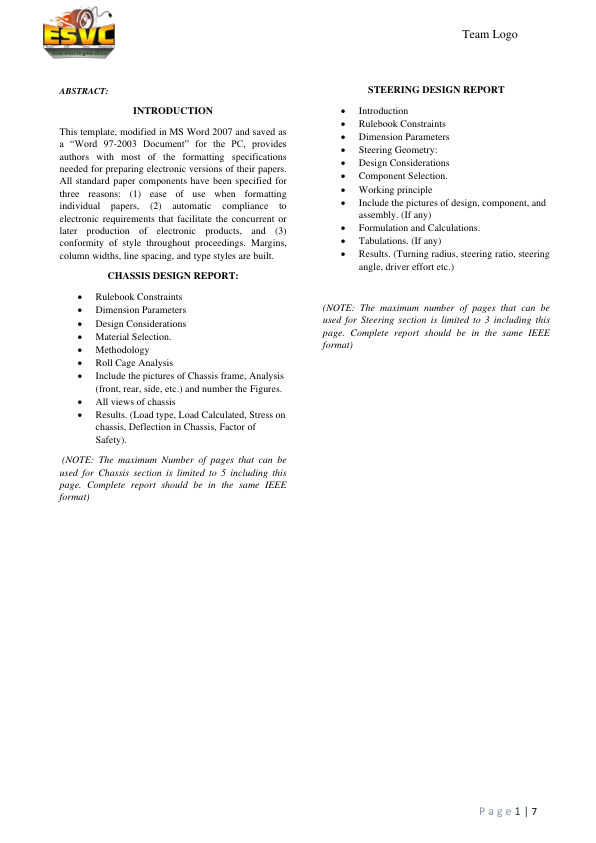 ESVC
Team Logo
ABSTRACT:
INTRODUCTION
This template, modified in MS Word 2007 and saved as
a “Word 97-2003 Document” for the PC, provides
authors with most of the formatting specifications
needed for preparing electronic versions of their papers.
All standard paper components have been specified for
three reasons: (1) ease of use when formatting
individual papers, (2) automatic compliance to
electronic requirements that facilitate the concurrent or
later production of electronic products, and (3)
conformity of style throughout proceedings. Margins,
column widths, line spacing, and type styles are built.
CHASSIS DESIGN REPORT:
• Rulebook Constraints
• Dimension Parameters
• Design Considerations
• Material Selection.
• Methodology
• Roll Cage Analysis
• Include the pictures of Chassis frame, Analysis
(front, rear, side, etc.) and number the Figures.
• All views of chassis
• Results. (Load type, Load Calculated, Stress on
chassis, Deflection in Chassis, Factor of
Safety).
(NOTE: The maximum Number of pages that can be
used for Chassis section is limited to 5 including this
page. Complete report should be in the same IEEE
format)
STEERING DESIGN REPORT
• Introduction
• Rulebook Constraints
• Dimension Parameters
• Steering Geometry:
• Design Considerations
• Component Selection.
• Working principle
• Include the pictures of design, component, and
assembly. (If any)
• Formulation and Calculations.
• Tabulations. (If any)
• Results. (Turning radius, steering ratio, steering
angle, driver effort etc.)
(NOTE: The maximum number of pages that can be
used for Steering section is limited to 3 including this
page. Complete report should be in the same IEEE
format)
Page 1 | 7